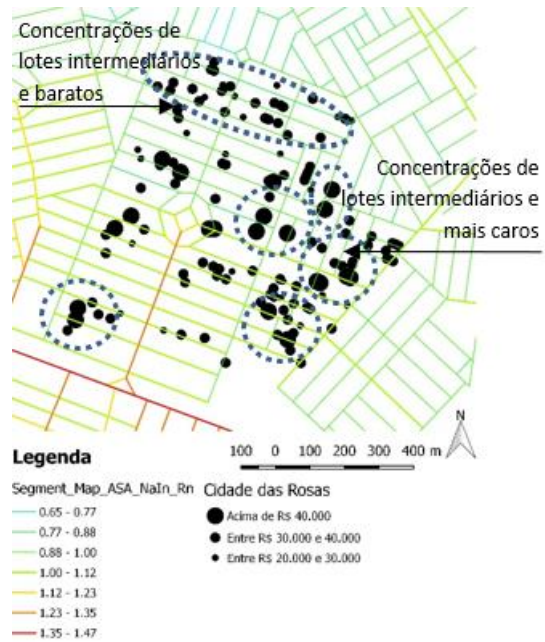 Concentrações de
lotes intermediários
e baratos
Concentrações de
lotes intermediários e
mais caros
N
100 0 100 200 300 400 m
Legenda
Segment_Map_ASA_NaIn_Rn
0.65 - 0.77
0.77 - 0.88
0.88 - 1.00
1.00 - 1.12
1.12 - 1.23
1.23 - 1.35
1.35 - 1.47
Cidade das Rosas
Acima de R$ 40.000
Entre R$ 30.000 e 40.000
Entre R$ 20.000 e 30.000